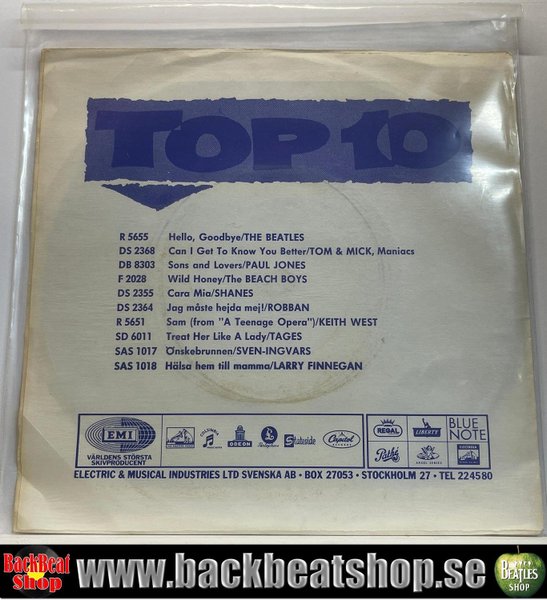 TOP 10
R 5655 Hello, Goodbye/THE BEATLES
DS 2368 Can I Get To Know You Better/TOM & MICK, Maniacs
DB 8303 Sons and Lovers/PAUL JONES
F 2028 Wild Honey/The BEACH BOYS
DS 2355 Cara Mia/SHANES
DS 2364 Jag måste hejda mej!/ROBBAN
R 5651 Sam (from "A Teenage Opera")/KEITH WEST
SD 6011 Treat Her Like A Lady/TAGES
SAS 1017 Önskebrunnen/SVEN-INGVARS
SAS 1018 Hälsa hem till mamma/LARRY FINNEGAN
EMI
VÄRLDENS STÖRSTA
SKIVPRODUCENT
COLUMBIA ODEON Stateside Capitol
REGAL LIBERTY BLUE NOTE
Pathé ANGEL SERIES
ELECTRIC & MUSICAL INDUSTRIES LTD SVENSKA AB • BOX 27053 • STOCKHOLM 27 • TEL 224580
BackBeat Shop
www.backbeatshop.se
By BEATLES SHOP